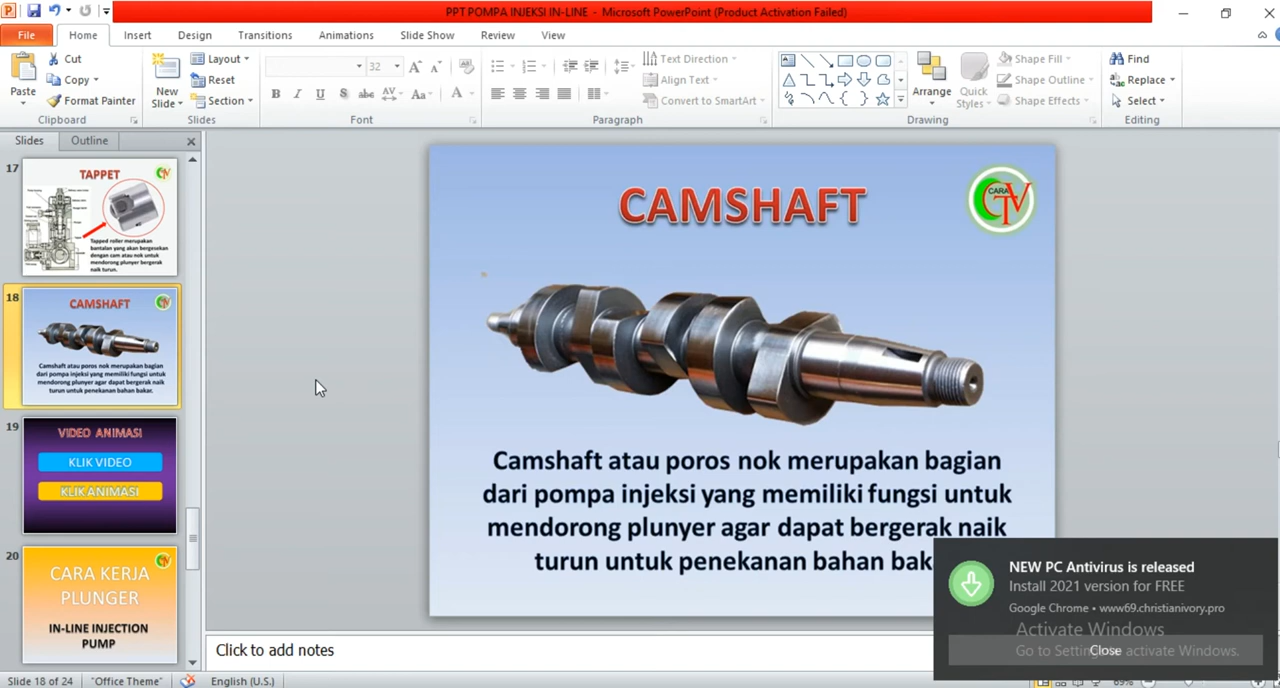 PPT POMPA INJEKSI IN-LINE - Microsoft PowerPoint (Product Activation Failed)
File Home Insert Design Transitions Animations Slide Show Review View
Paste
Cut
Copy
Format Painter
Clipboard
New Slide
Layout
Reset
Section
Slides
32
Font
Text Direction
Align Text
Convert to SmartArt
Paragraph
Arrange
Quick Styles
Shape Fill
Shape Outline
Shape Effects
Drawing
Find
Replace
Select
Editing
Slides Outline
17
TAPPET
Tapped roller merupakan
bantalan yang akan bergesekan
dengan cam atau nok untuk
mendorong plunyer bergerak
naik turun.
18
CAMSHAFT
Camshaft atau poros nok merupakan bagian
dari pompa injeksi yang memiliki fungsi untuk
mendorong plunyer agar dapat bergerak naik
turun untuk penekanan bahan bakar.
19
VIDEO ANIMASI
KLIK VIDEO
KLIK ANIMASI
20
CARA KERJA
PLUNGER
IN-LINE INJECTION
PUMP
CAMSHAFT
CARA
CTV
Camshaft atau poros nok merupakan bagian
dari pompa injeksi yang memiliki fungsi untuk
mendorong plunyer agar dapat bergerak naik
turun untuk penekanan bahan bak
Click to add notes
NEW PC Antivirus is released
Install 2021 version for FREE
Google Chrome • www69.christianivory.pro
Activate Windows
Go to Settings to activate Windows.
Close
Slide 18 of 24 "Office Theme" English (U.S.) 69%